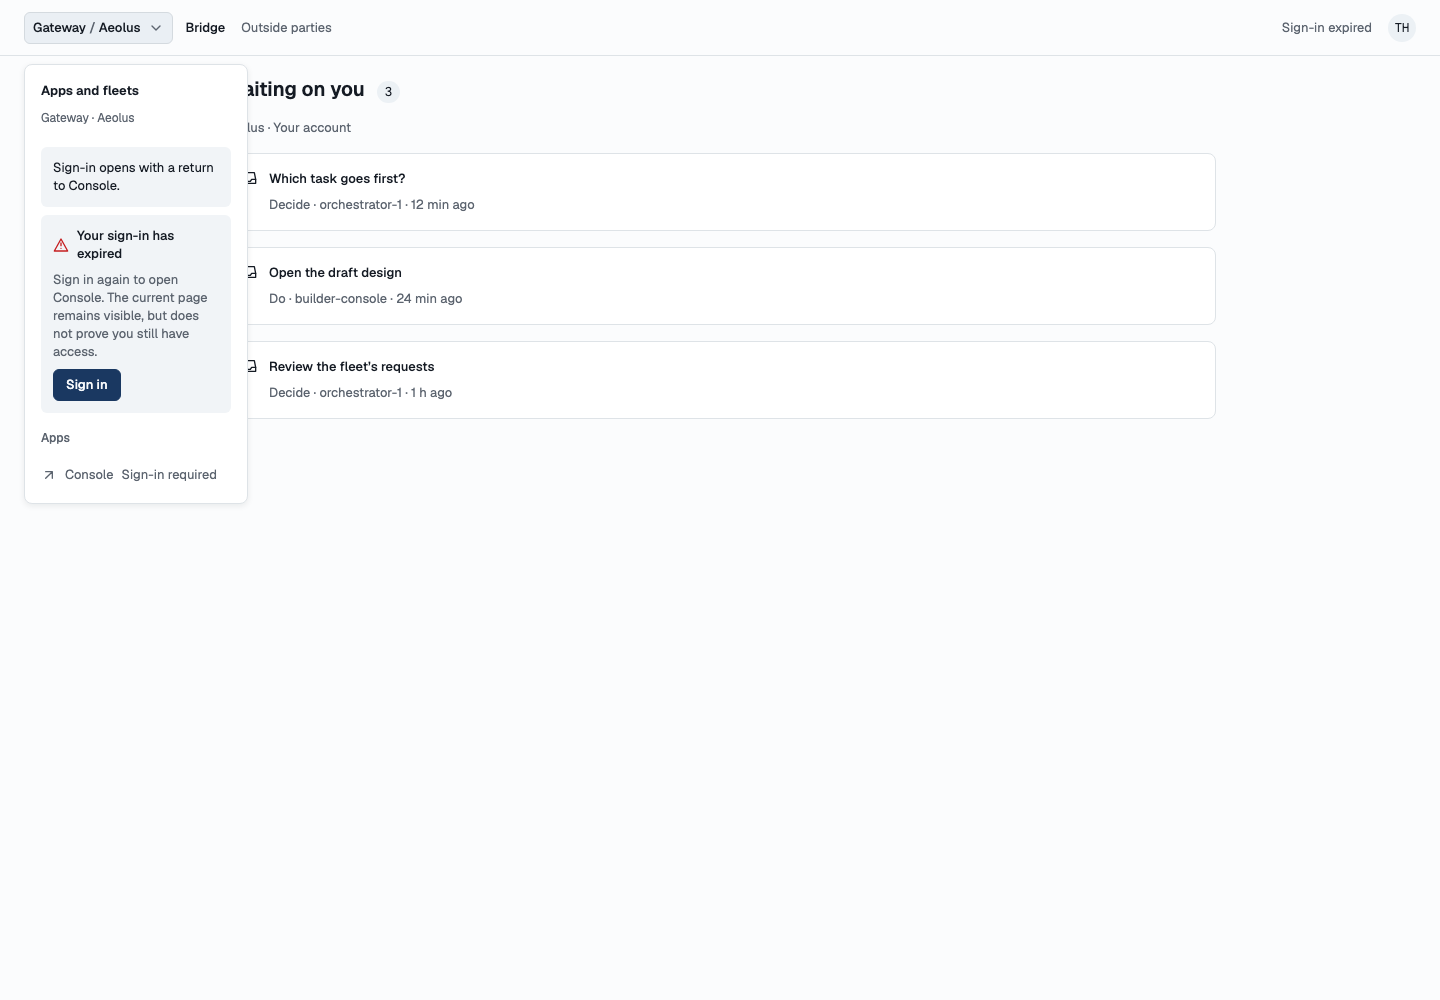 Gateway / Aeolus
Bridge
Outside parties
Sign-in expired
TH
Apps and fleets
Gateway · Aeolus
Sign-in opens with a return
to Console.
Your sign-in has
expired
Sign in again to open
Console. The current page
remains visible, but does
not prove you still have
access.
Sign in
Apps
Console Sign-in required
aiting on you 3
lus · Your account
Which task goes first?
Decide · orchestrator-1 · 12 min ago
Open the draft design
Do · builder-console · 24 min ago
Review the fleet's requests
Decide · orchestrator-1 · 1 h ago